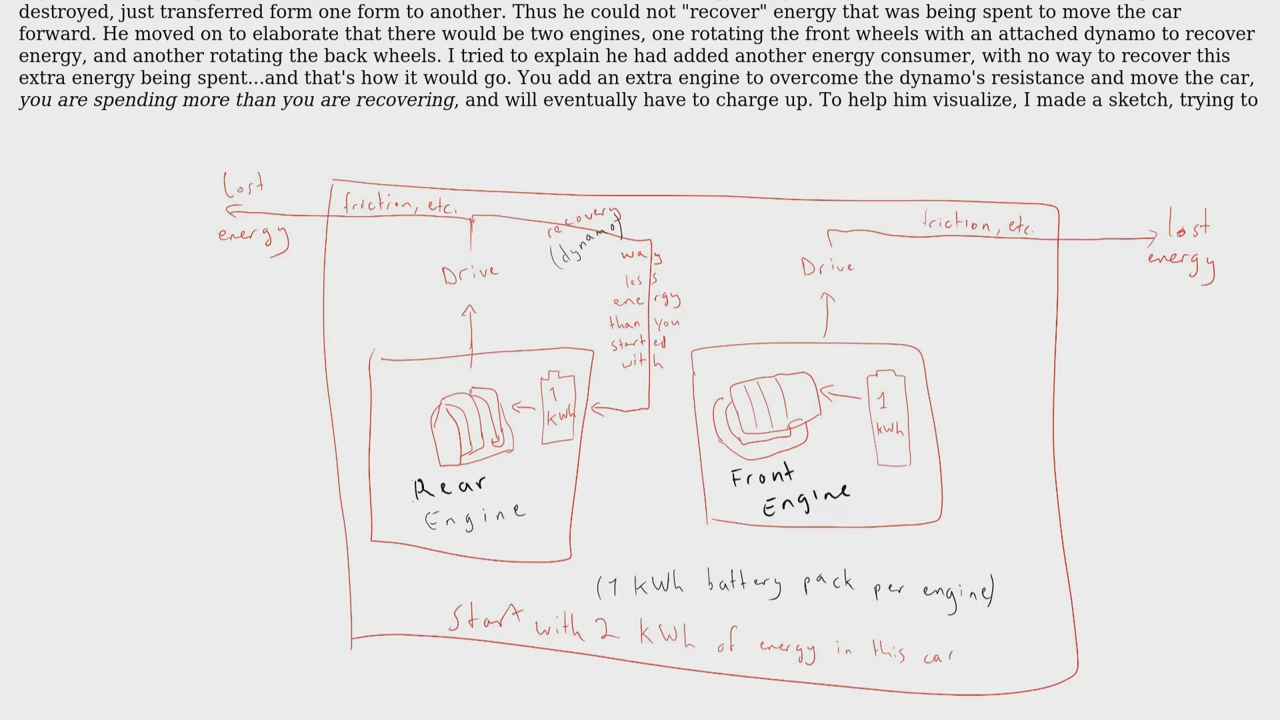 destroyed, just transferred form one form to another. Thus he could not "recover" energy that was being spent to move the car
forward. He moved on to elaborate that there would be two engines, one rotating the front wheels with an attached dynamo to recover
energy, and another rotating the back wheels. I tried to explain he had added another energy consumer, with no way to recover this
extra energy being spent...and that's how it would go. You add an extra engine to overcome the dynamo's resistance and move the car,
you are spending more than you are recovering, and will eventually have to charge up. To help him visualize, I made a sketch, trying to
Lost
energy
friction, etc.
recovery
(dynamo)
Drive
way
less
energy
than you
started
with
1
kWh
Rear
Engine
friction, etc.
lost
energy
Drive
1
kWh
Front
Engine
(1 kWh battery pack per engine)
Start with 2 kWh of energy in this car